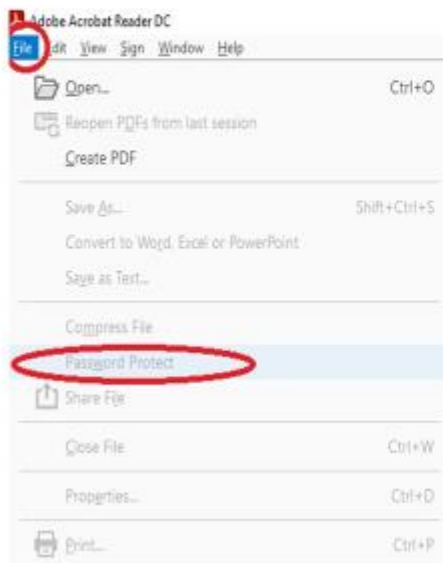 Adobe Acrobat Reader DC
File Edit View Sign Window Help
Open... Ctrl+O
Reopen PDFs from last session
Create PDF
Save As... Shift+Ctrl+S
Convert to Word, Excel or PowerPoint
Save as Text...
Compress File
Password Protect
Share File
Close File Ctrl+W
Properties... Ctrl+D
Print... Ctrl+P